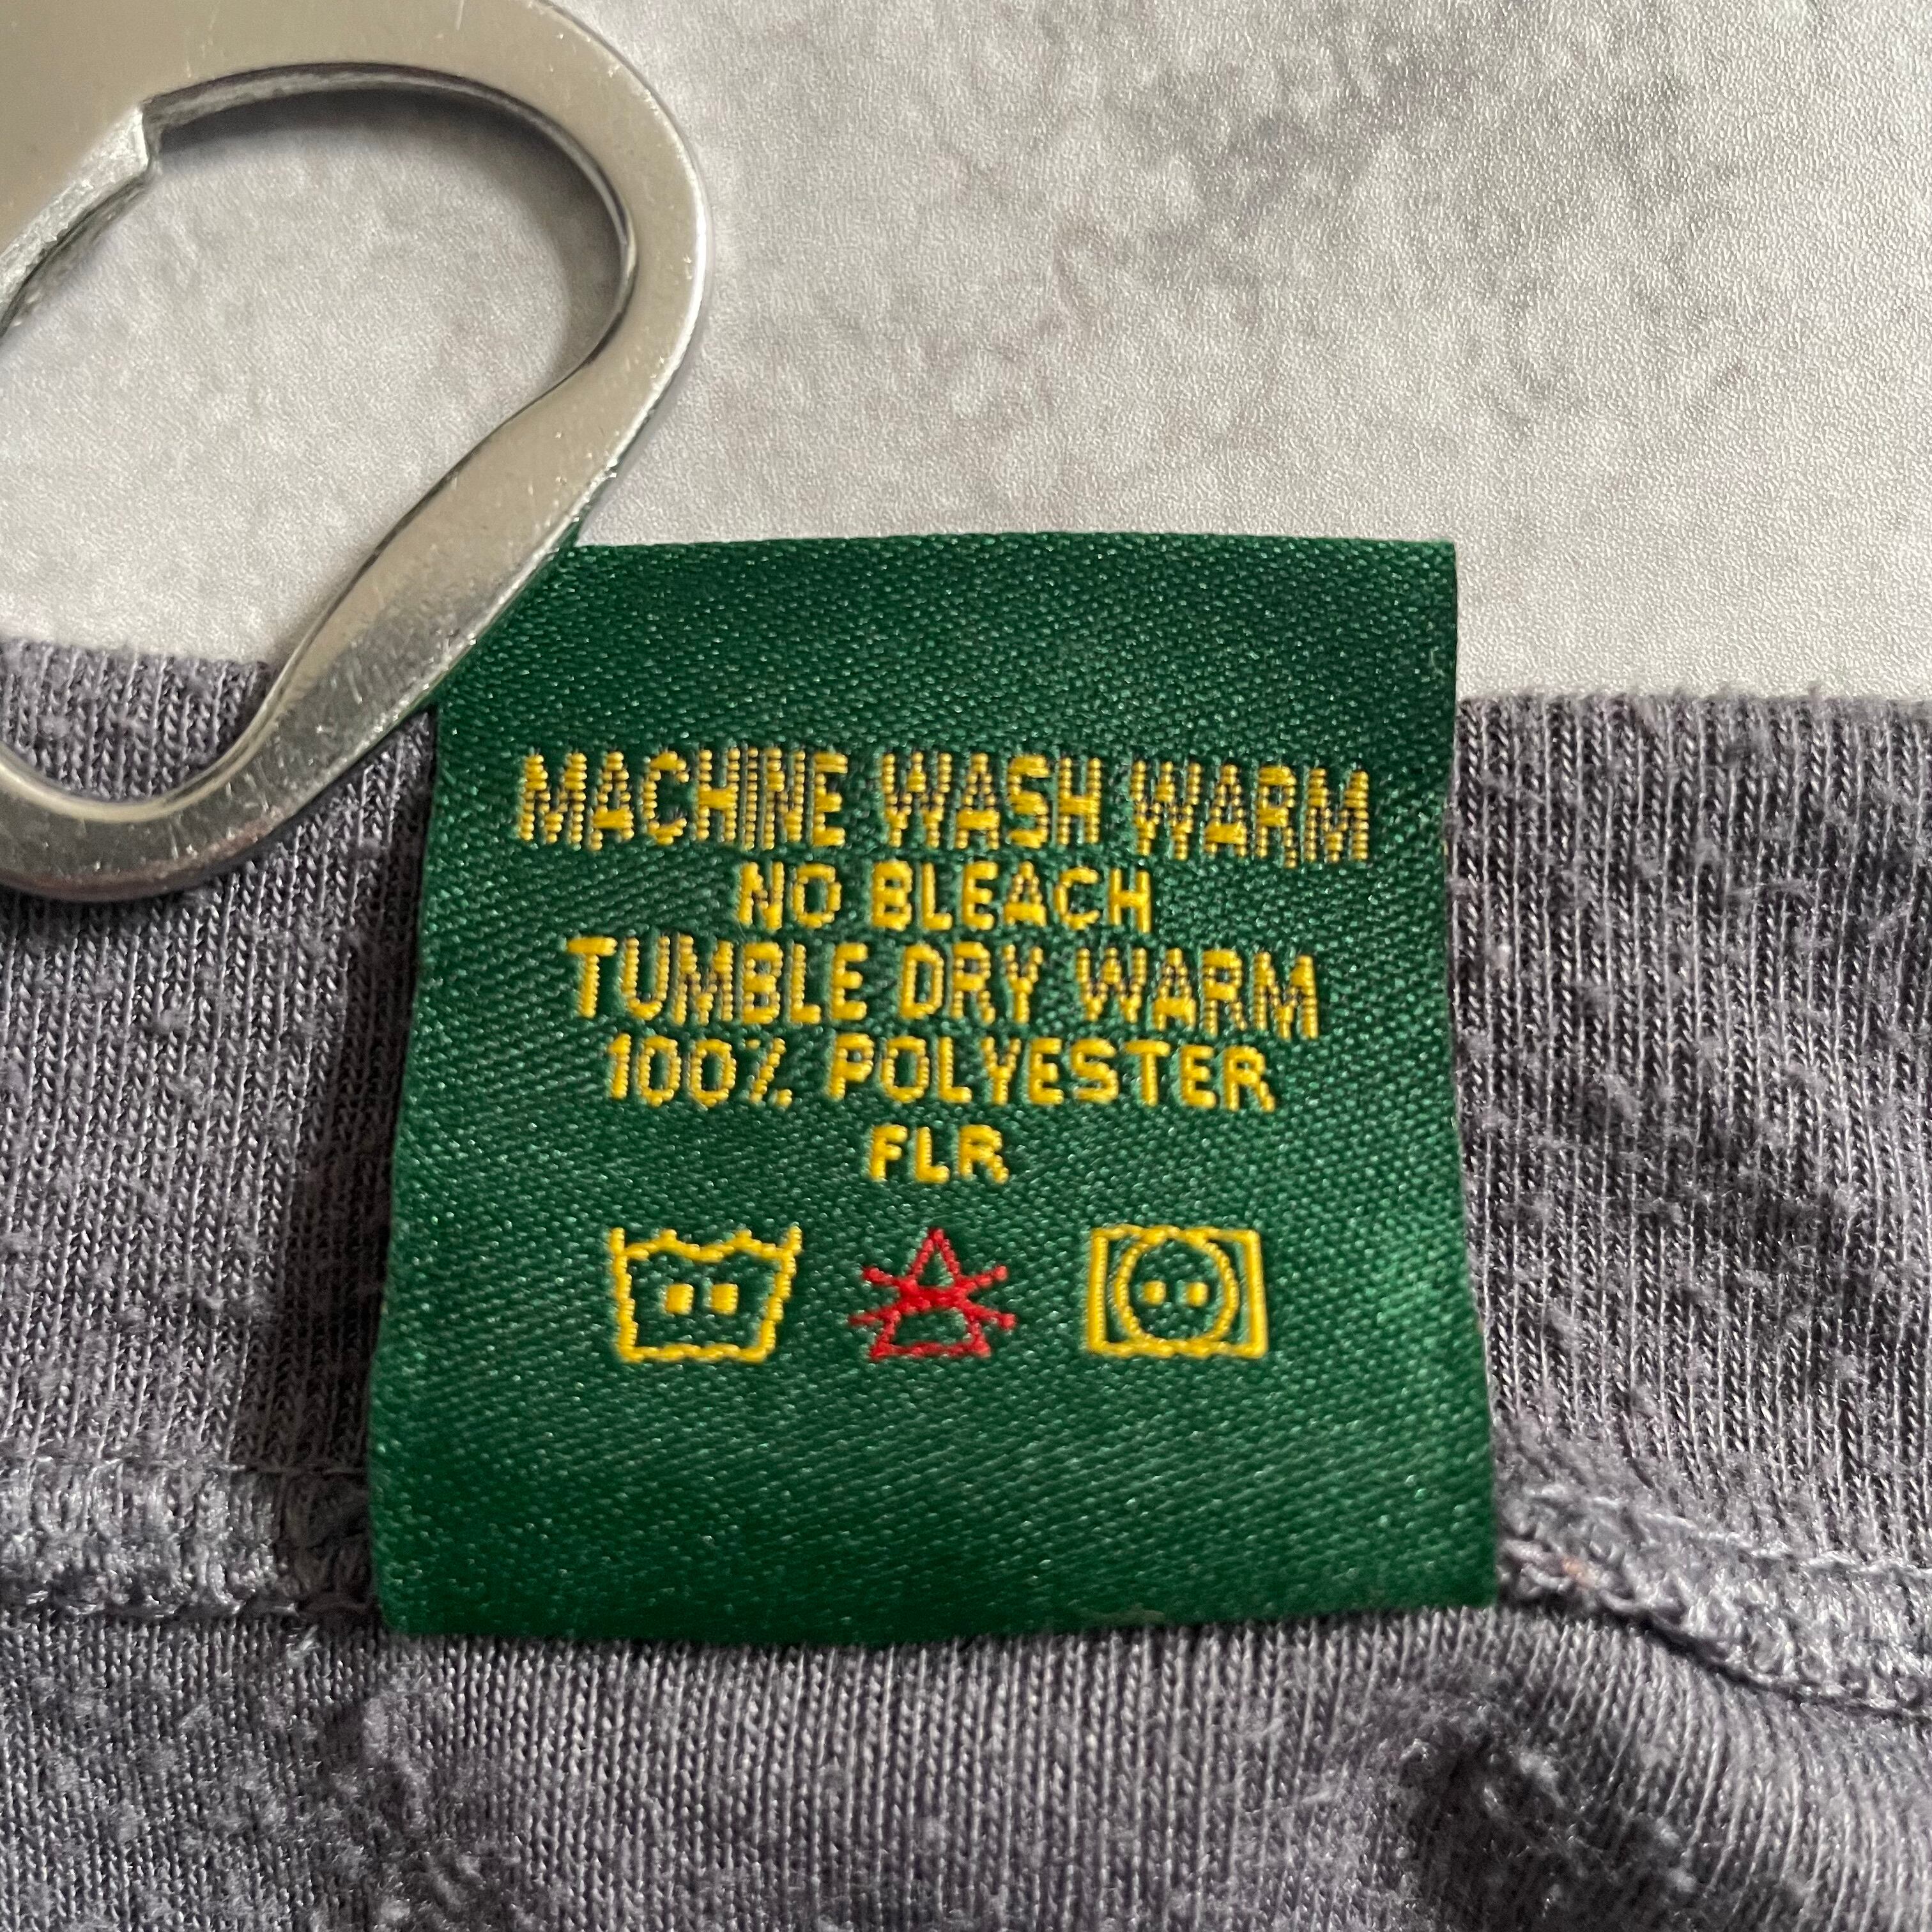 MACHINE WASH WARM
NO BLEACH
TUMBLE DRY WARM
100% POLYESTER
FLR